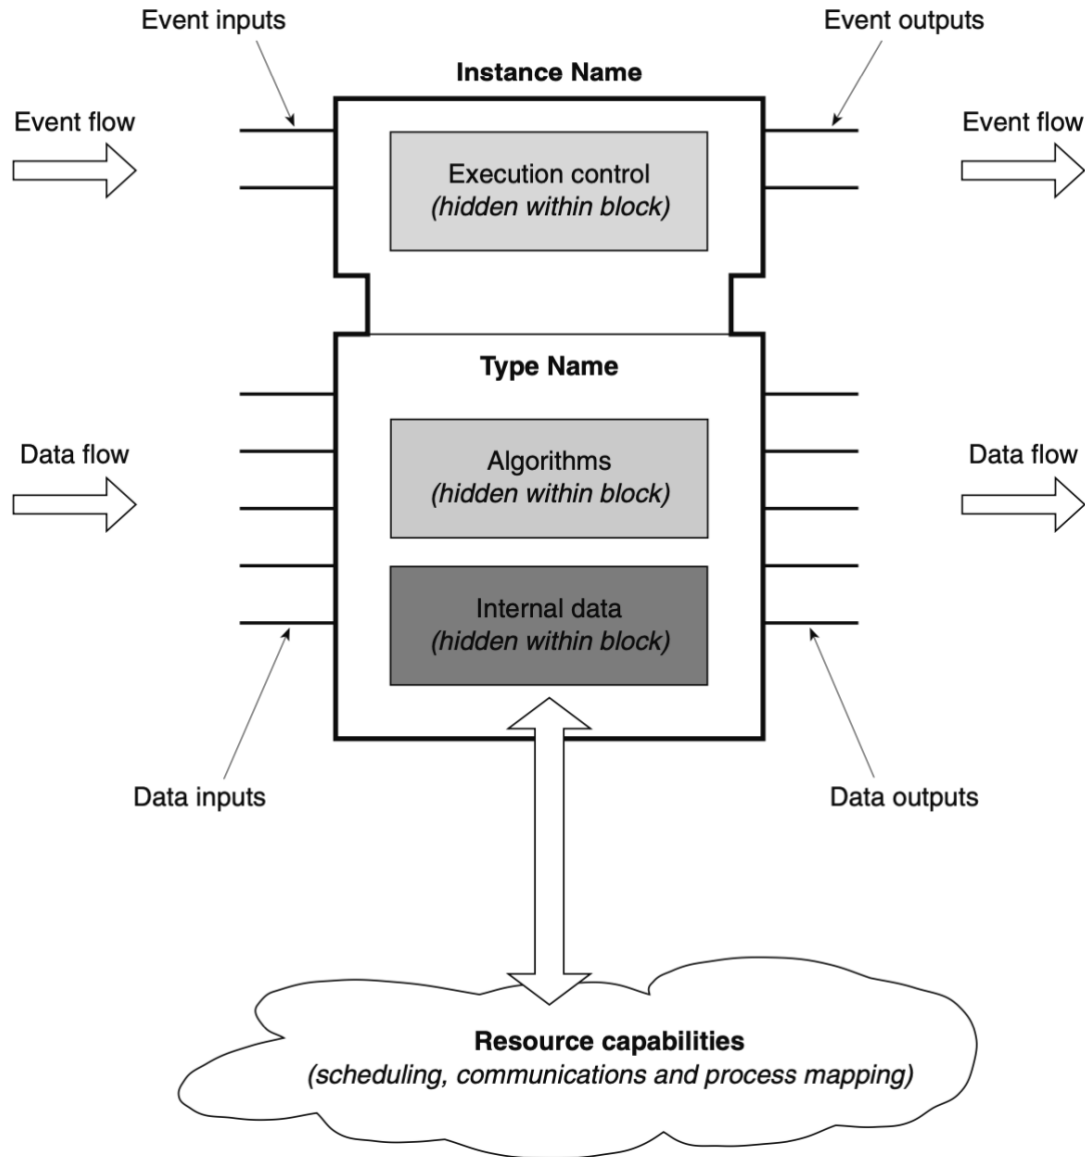 Event inputs
Event outputs
Instance Name
Event flow
Event flow
Execution control
(hidden within block)
Type Name
Data flow
Data flow
Algorithms
(hidden within block)
Internal data
(hidden within block)
Data inputs
Data outputs
Resource capabilities
(scheduling, communications and process mapping)